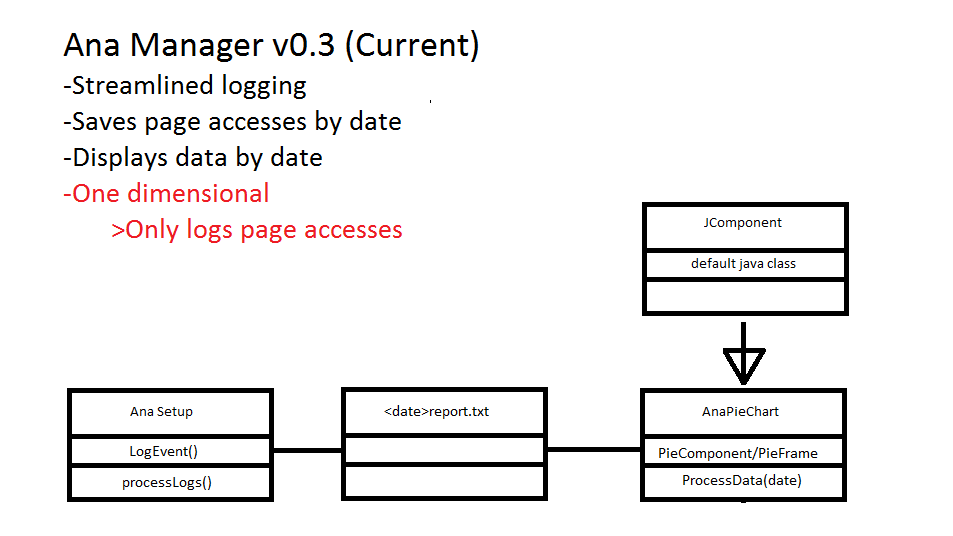 Ana Manager v0.3 (Current)
-Streamlined logging
-Saves page accesses by date
-Displays data by date
-One dimensional
>Only logs page accesses
JComponent
default java class
Ana Setup
LogEvent()
processLogs()
<date>report.txt
AnaPieChart
PieComponent/PieFrame
ProcessData(date)